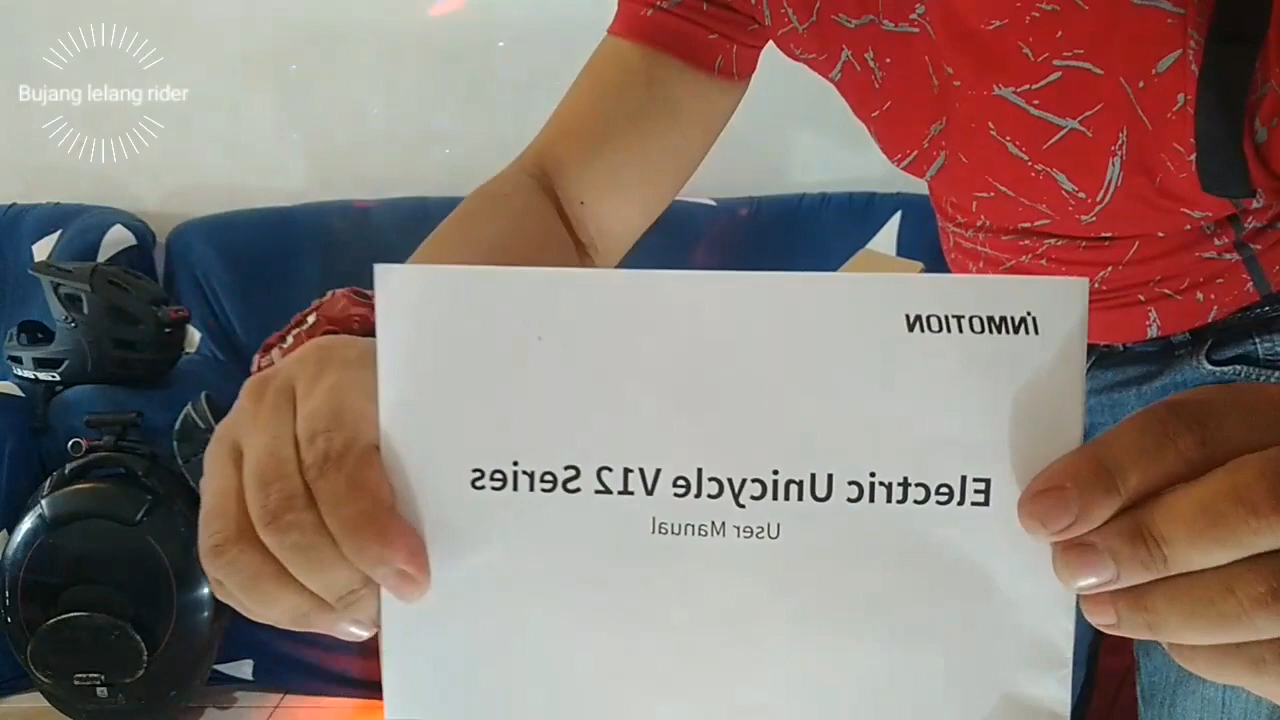 Bujang lelang rider
INMOTION
Electric Unicycle V12 Series
User Manual